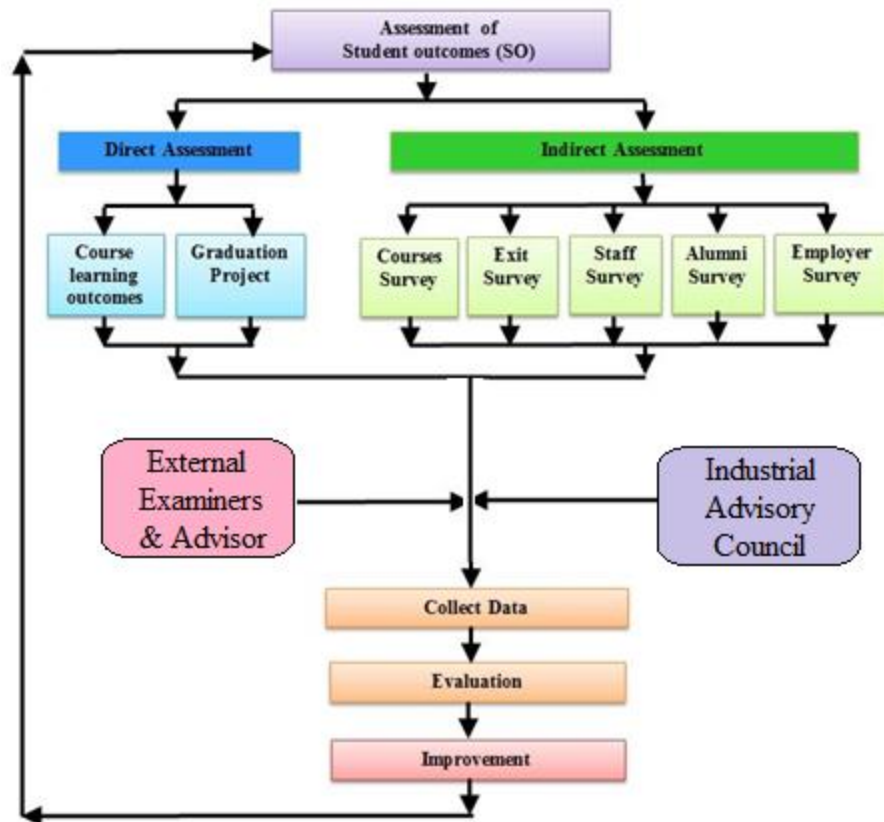 Assessment of
Student outcomes (SO)
Direct Assessment
Indirect Assessment
Course
learning
outcomes
Graduation
Project
Courses
Survey
Exit
Survey
Staff
Survey
Alumni
Survey
Employer
Survey
External
Examiners
& Advisor
Industrial
Advisory
Council
Collect Data
Evaluation
Improvement